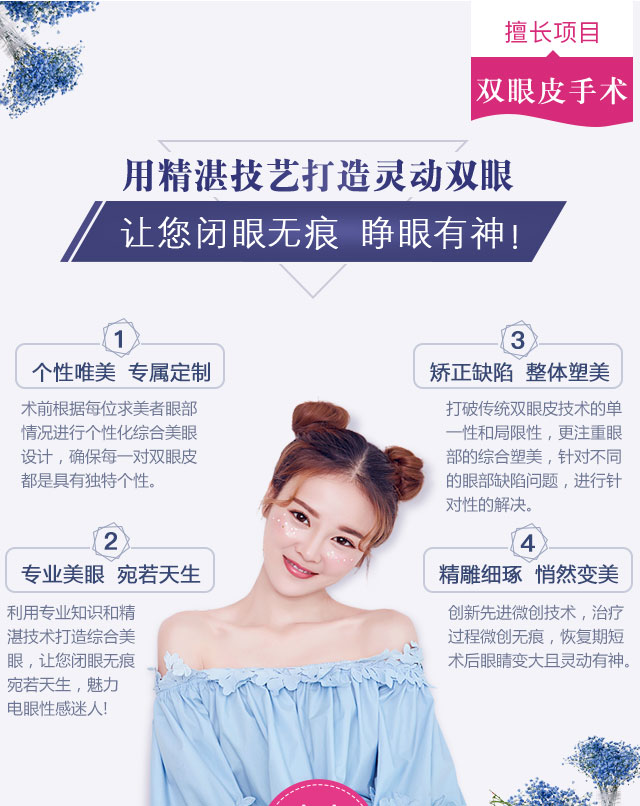 擅长项目
双眼皮手术
用精湛技艺打造灵动双眼
让您闭眼无痕 睁眼有神!
1
个性唯美 专属定制
术前根据每位求美者眼部
情况进行个性化综合美眼
设计，确保每一对双眼皮
都是具有独特个性。
2
专业美眼 宛若天生
利用专业知识和精
湛技术打造综合美
眼，让您闭眼无痕
宛若天生，魅力
电眼性感迷人!
3
矫正缺陷 整体塑美
打破传统双眼皮技术的单
一性和局限性，更注重眼
部的综合塑美，针对不同
的眼部缺陷问题，进行针
对性的解决。
4
精雕细琢 悄然变美
创新先进微创技术，治疗
过程微创无痕，恢复期短
术后眼睛变大且灵动有神。